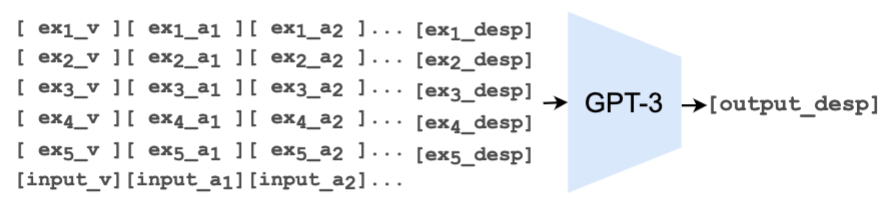 [ ex1_v ][ ex1_a1 ][ ex1_a2 ]... [ex1_desp]
[ ex2_v ][ ex2_a1 ][ ex2_a2 ]... [ex2_desp]
[ ex3_v ][ ex3_a1 ][ ex3_a2 ]... [ex3_desp]
[ ex4_v ][ ex4_a1 ][ ex4_a2 ]... [ex4_desp]
[ ex5_v ][ ex5_a1 ][ ex5_a2 ]... [ex5_desp]
[input_v][input_a1][input_a2]...
GPT-3
[output_desp]